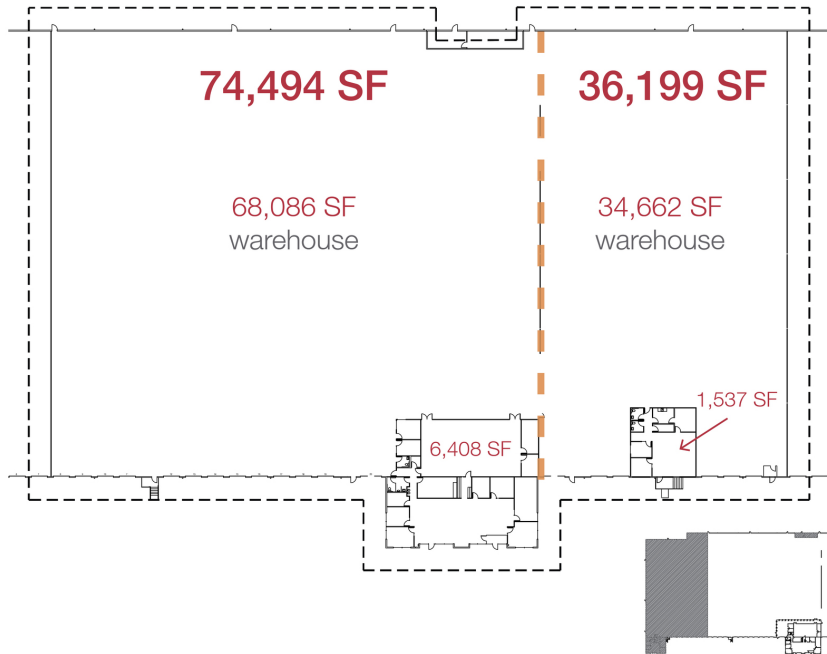 74,494 SF
36,199 SF
68,086 SF
warehouse
34,662 SF
warehouse
1,537 SF
6,408 SF